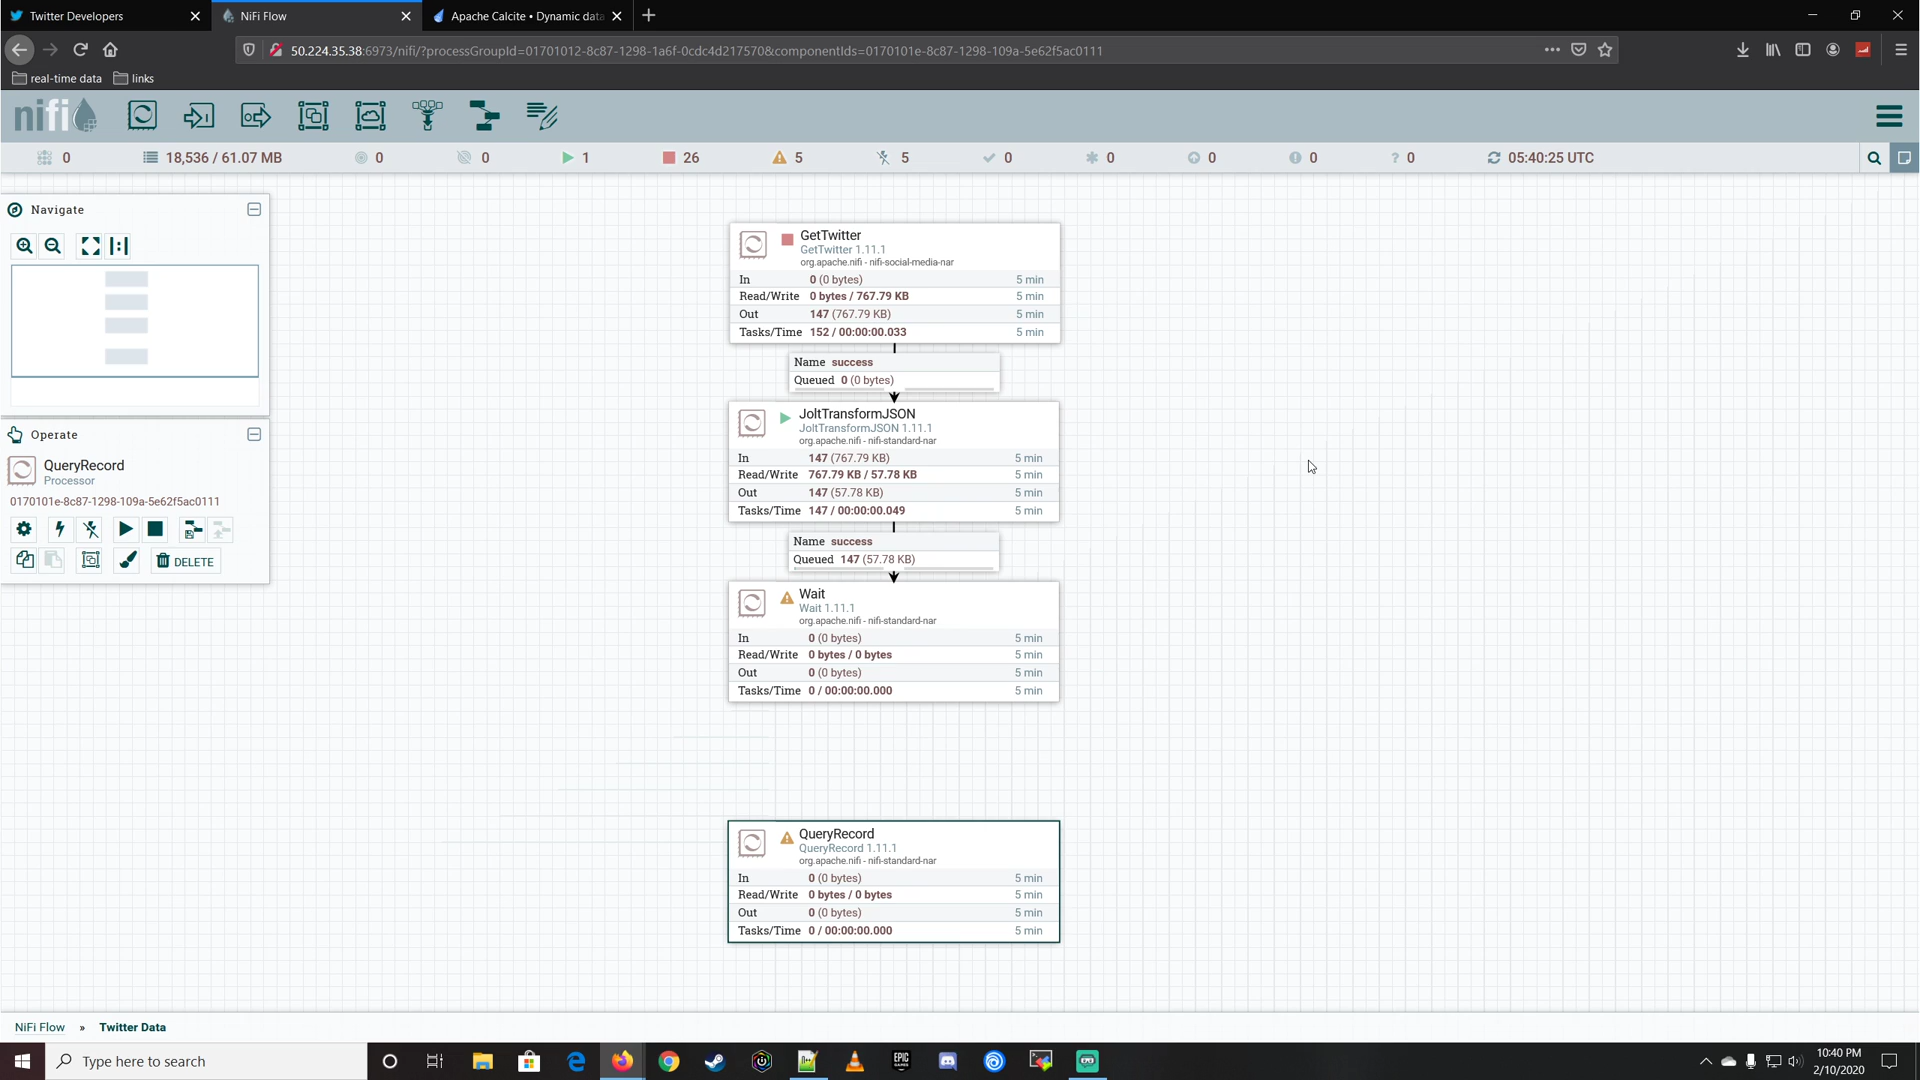 Twitter Developers
NiFi Flow
Apache Calcite • Dynamic data
50.224.35.38:6973/nifi/?processGroupId=01701012-8c87-1298-1a6f-0cdc4d217570&componentIds=0170101e-8c87-1298-109a-5e62f5ac0111
real-time data
links
nifi
0
18,536 / 61.07 MB
0
0
1
26
5
5
0
0
0
0
? 0
05:40:25 UTC
Navigate
Operate
QueryRecord
Processor
0170101e-8c87-1298-109a-5e62f5ac0111
DELETE
GetTwitter
GetTwitter 1.11.1
org.apache.nifi - nifi-social-media-nar
In 0 (0 bytes) 5 min
Read/Write 0 bytes / 767.79 KB 5 min
Out 147 (767.79 KB) 5 min
Tasks/Time 152 / 00:00:00.033 5 min
Name success
Queued 0 (0 bytes)
JoltTransformJSON
JoltTransformJSON 1.11.1
org.apache.nifi - nifi-standard-nar
In 147 (767.79 KB) 5 min
Read/Write 767.79 KB / 57.78 KB 5 min
Out 147 (57.78 KB) 5 min
Tasks/Time 147 / 00:00:00.049 5 min
Name success
Queued 147 (57.78 KB)
Wait
Wait 1.11.1
org.apache.nifi - nifi-standard-nar
In 0 (0 bytes) 5 min
Read/Write 0 bytes / 0 bytes 5 min
Out 0 (0 bytes) 5 min
Tasks/Time 0 / 00:00:00.000 5 min
QueryRecord
QueryRecord 1.11.1
org.apache.nifi - nifi-standard-nar
In 0 (0 bytes) 5 min
Read/Write 0 bytes / 0 bytes 5 min
Out 0 (0 bytes) 5 min
Tasks/Time 0 / 00:00:00.000 5 min
NiFi Flow » Twitter Data
Type here to search
EPIC GAMES
10:40 PM
2/10/2020